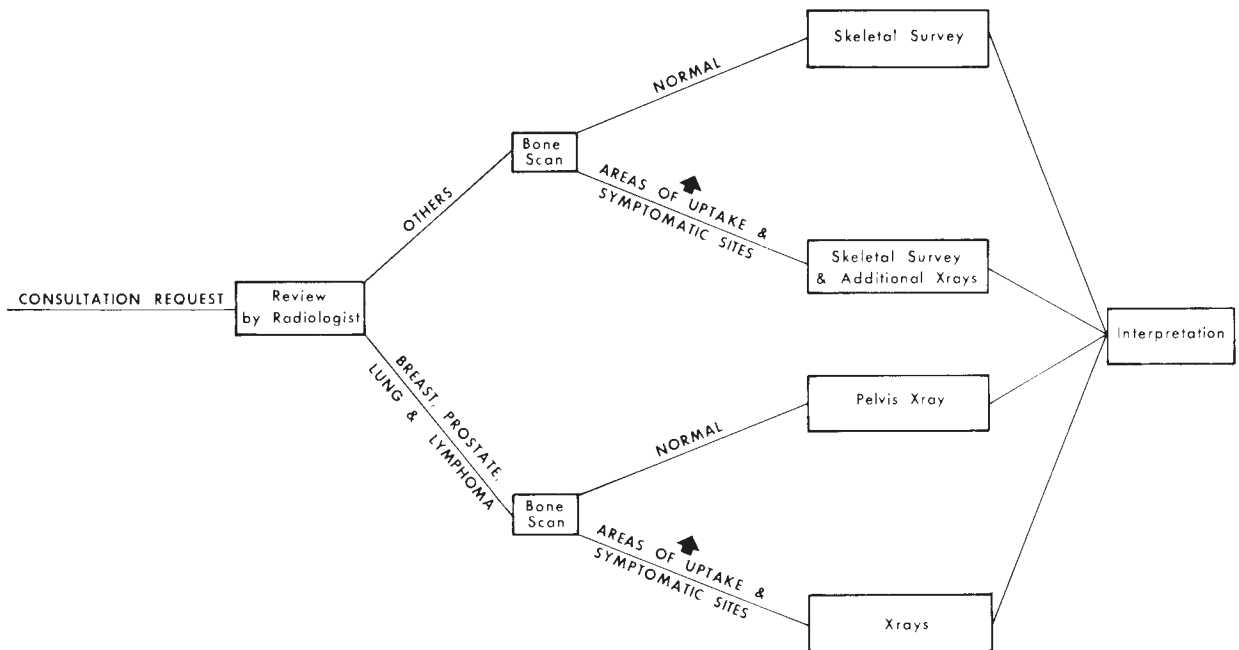 CONSULTATION REQUEST
Review
by Radiologist
OTHERS
BREAST, PROSTATE,
LUNG & LYMPHOMA
Bone
Scan
NORMAL
AREAS OF UPTAKE &
SYMPTOMATIC SITES
Skeletal Survey
Skeletal Survey
& Additional Xrays
Bone
Scan
NORMAL
AREAS OF UPTAKE &
SYMPTOMATIC SITES
Pelvis Xray
Xrays
Interpretation